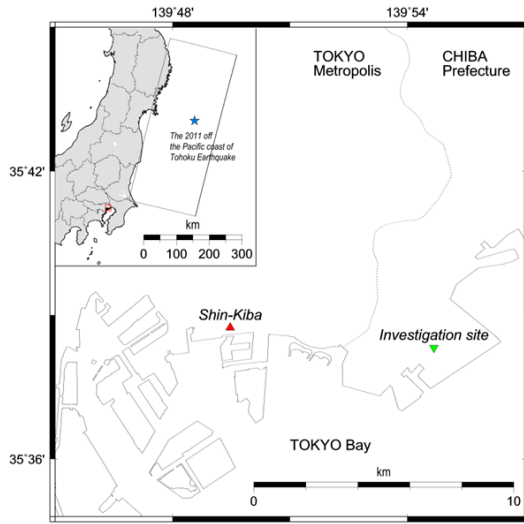 139˚48'
139˚54'
TOKYO
Metropolis
CHIBA
Prefecture
The 2011 off
the Pacific coast of
Tohoku Earthquake
35˚42'
km
0 100 200 300
Shin-Kiba
Investigation site
TOKYO Bay
35˚36'
km
0 10